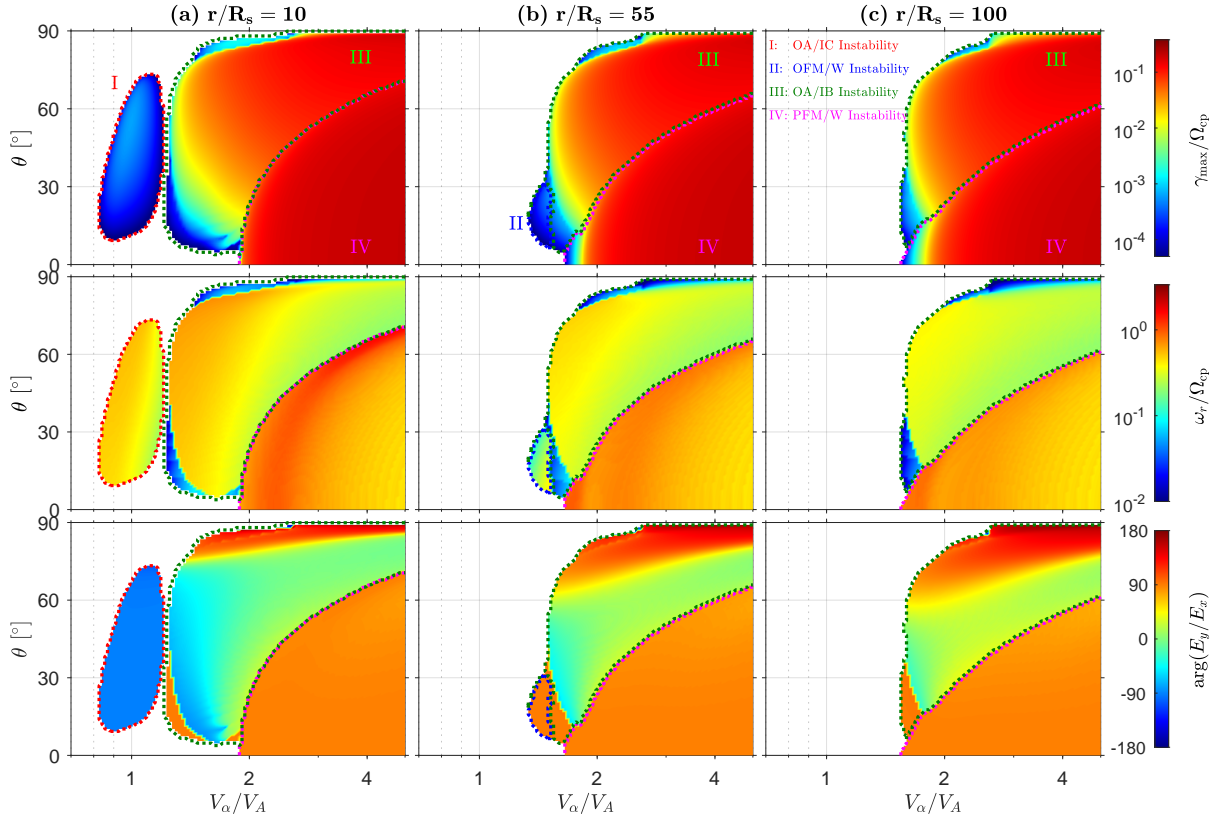 (a) r/Rs = 10
(b) r/Rs = 55
(c) r/Rs = 100
90
60
30
0
θ [°]
I
III
IV
II
III
IV
I: OA/IC Instability
II: OFM/W Instability
III: OA/IB Instability
IV: PFM/W Instability
III
IV
10⁻¹
10⁻²
10⁻³
10⁻⁴
γmax/Ωcp
90
60
30
0
θ [°]
10⁰
10⁻¹
10⁻²
ωr/Ωcp
90
60
30
0
θ [°]
180
90
0
-90
-180
arg(Ey/Ex)
1 2 4
1 2 4
1 2 4
Vα/VA
Vα/VA
Vα/VA